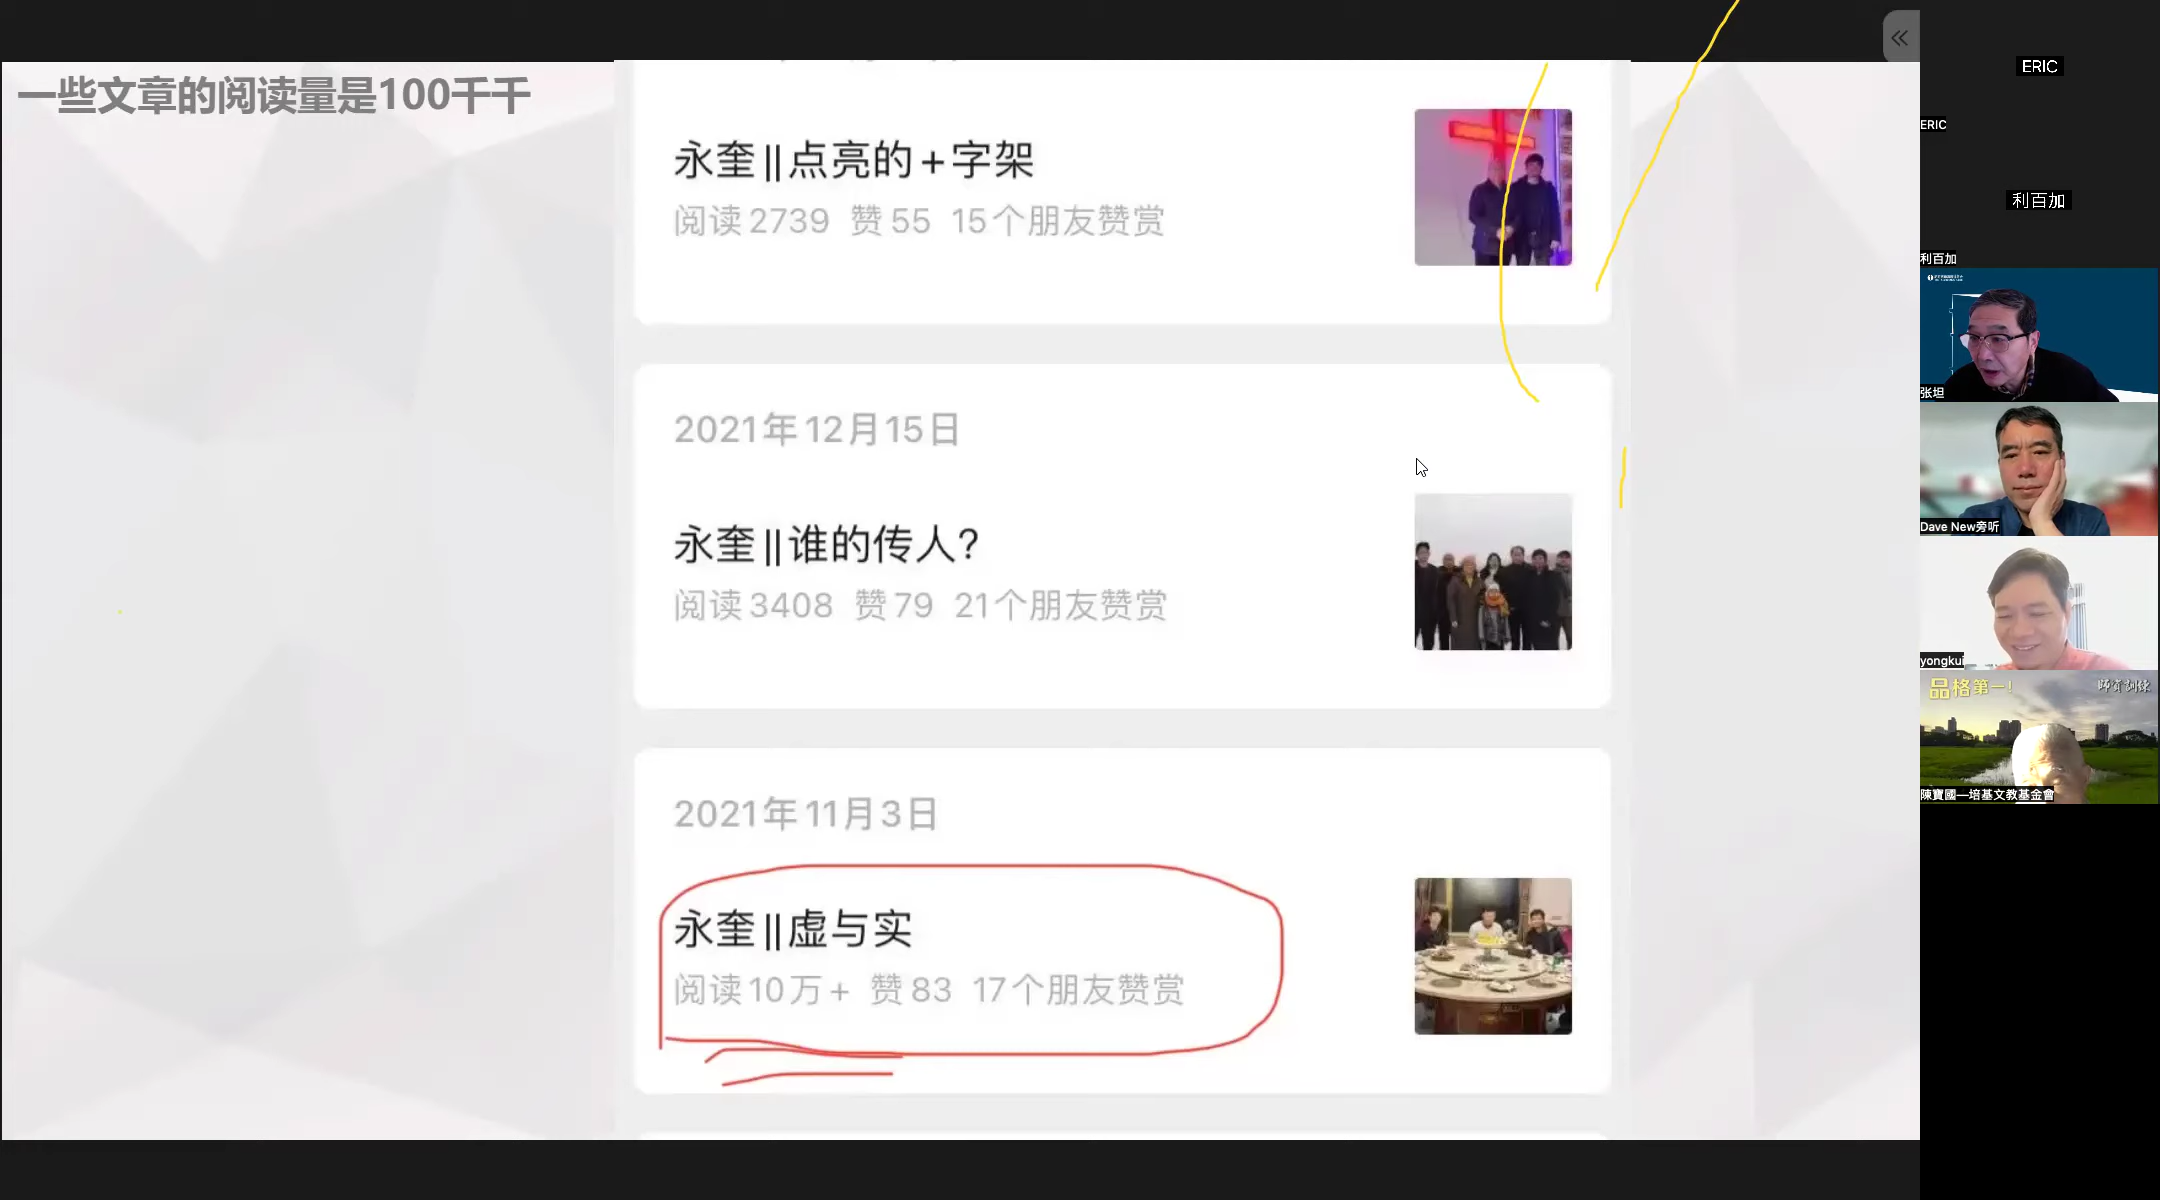 一些文章的阅读量是100千千
永奎||点亮的+字架
阅读 2739 赞 55 15个朋友赞赏
2021年12月15日
永奎||谁的传人?
阅读 3408 赞 79 21个朋友赞赏
2021年11月3日
永奎||虚与实
阅读 10万+ 赞 83 17个朋友赞赏
ERIC
ERIC
利百加
利百加
张坦
Dave New旁听
yongkui
品格第一!
師資訓練
陳寶國—培基文教基金會